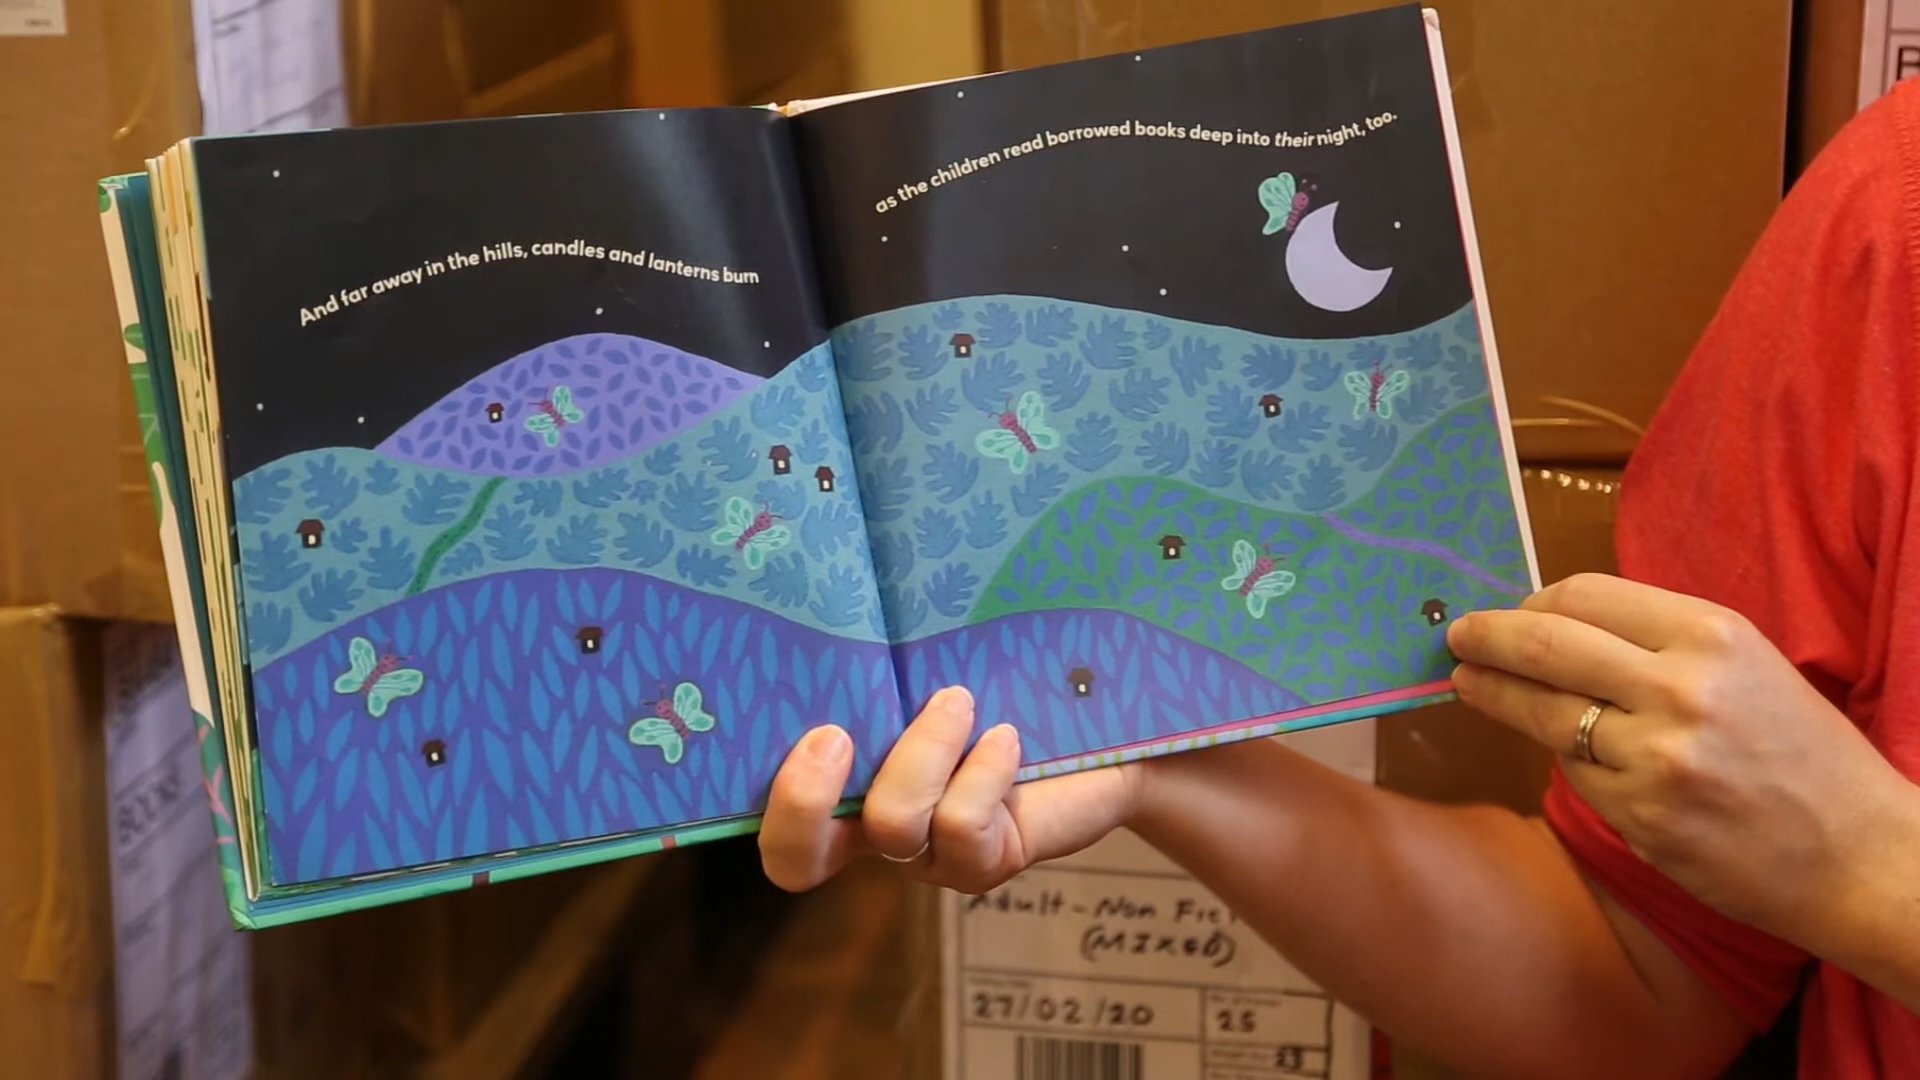 And far away in the hills, candles and lanterns burn
as the children read borrowed books deep into their night, too.
Adult - Non Fict
(MIXED)
27/02/20
25